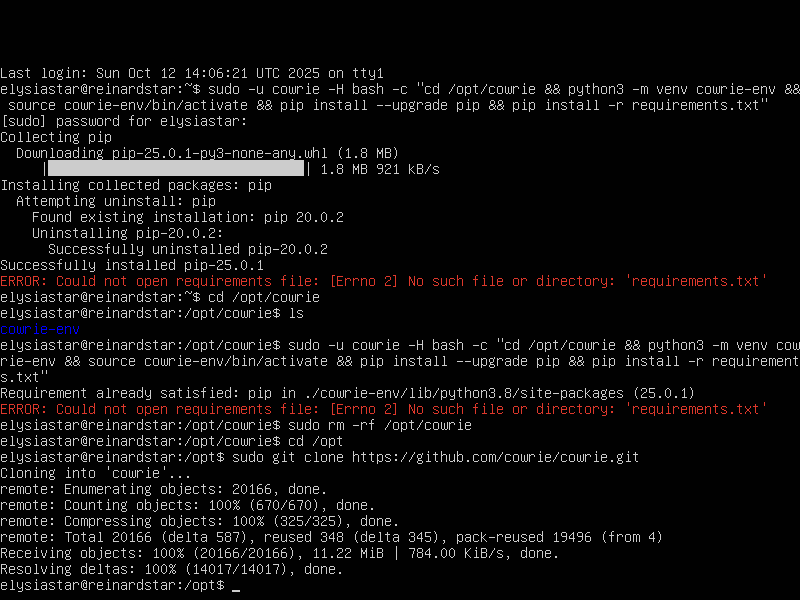 Last login: Sun Oct 12 14:06:21 UTC 2025 on tty1
elysiastar@reinardstar:~$ sudo -u cowrie -H bash -c "cd /opt/cowrie && python3 -m venv cowrie-env &&
 source cowrie-env/bin/activate && pip install --upgrade pip && pip install -r requirements.txt"
[sudo] password for elysiastar:
Collecting pip
  Downloading pip-25.0.1-py3-none-any.whl (1.8 MB)
     |                                | 1.8 MB 921 kB/s
Installing collected packages: pip
  Attempting uninstall: pip
    Found existing installation: pip 20.0.2
    Uninstalling pip-20.0.2:
      Successfully uninstalled pip-20.0.2
Successfully installed pip-25.0.1
ERROR: Could not open requirements file: [Errno 2] No such file or directory: 'requirements.txt'
elysiastar@reinardstar:~$ cd /opt/cowrie
elysiastar@reinardstar:/opt/cowrie$ ls
cowrie-env
elysiastar@reinardstar:/opt/cowrie$ sudo -u cowrie -H bash -c "cd /opt/cowrie && python3 -m venv cow
rie-env && source cowrie-env/bin/activate && pip install --upgrade pip && pip install -r requirement
s.txt"
Requirement already satisfied: pip in ./cowrie-env/lib/python3.8/site-packages (25.0.1)
ERROR: Could not open requirements file: [Errno 2] No such file or directory: 'requirements.txt'
elysiastar@reinardstar:/opt/cowrie$ sudo rm -rf /opt/cowrie
elysiastar@reinardstar:/opt/cowrie$ cd /opt
elysiastar@reinardstar:/opt$ sudo git clone https://github.com/cowrie/cowrie.git
Cloning into 'cowrie'...
remote: Enumerating objects: 20166, done.
remote: Counting objects: 100% (670/670), done.
remote: Compressing objects: 100% (325/325), done.
remote: Total 20166 (delta 587), reused 348 (delta 345), pack-reused 19496 (from 4)
Receiving objects: 100% (20166/20166), 11.22 MiB | 784.00 KiB/s, done.
Resolving deltas: 100% (14017/14017), done.
elysiastar@reinardstar:/opt$ _